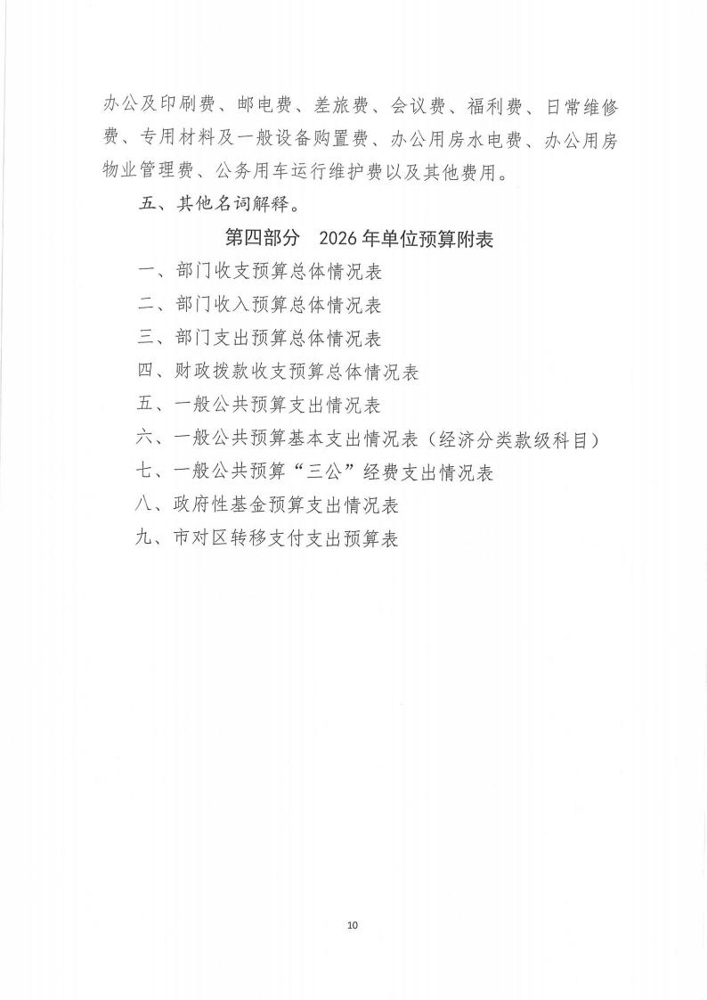 办公及印刷费、邮电费、差旅费、会议费、福利费、日常维修
费、专用材料及一般设备购置费、办公用房水电费、办公用房
物业管理费、公务用车运行维护费以及其他费用。
五、其他名词解释。
第四部分 2026年单位预算附表
一、部门收支预算总体情况表
二、部门收入预算总体情况表
三、部门支出预算总体情况表
四、财政拨款收支预算总体情况表
五、一般公共预算支出情况表
六、一般公共预算基本支出情况表（经济分类款级科目）
七、一般公共预算“三公”经费支出情况表
八、政府性基金预算支出情况表
九、市对区转移支付支出预算表
10